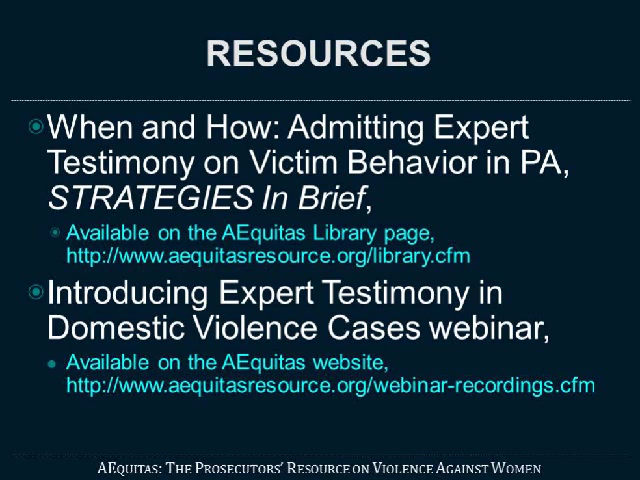 RESOURCES
When and How: Admitting Expert
Testimony on Victim Behavior in PA,
STRATEGIES In Brief,
Available on the AEquitas Library page,
http://www.aequitasresource.org/library.cfm
Introducing Expert Testimony in
Domestic Violence Cases webinar,
Available on the AEquitas website,
http://www.aequitasresource.org/webinar-recordings.cfm
AEQUITAS: THE PROSECUTORS' RESOURCE ON VIOLENCE AGAINST WOMEN